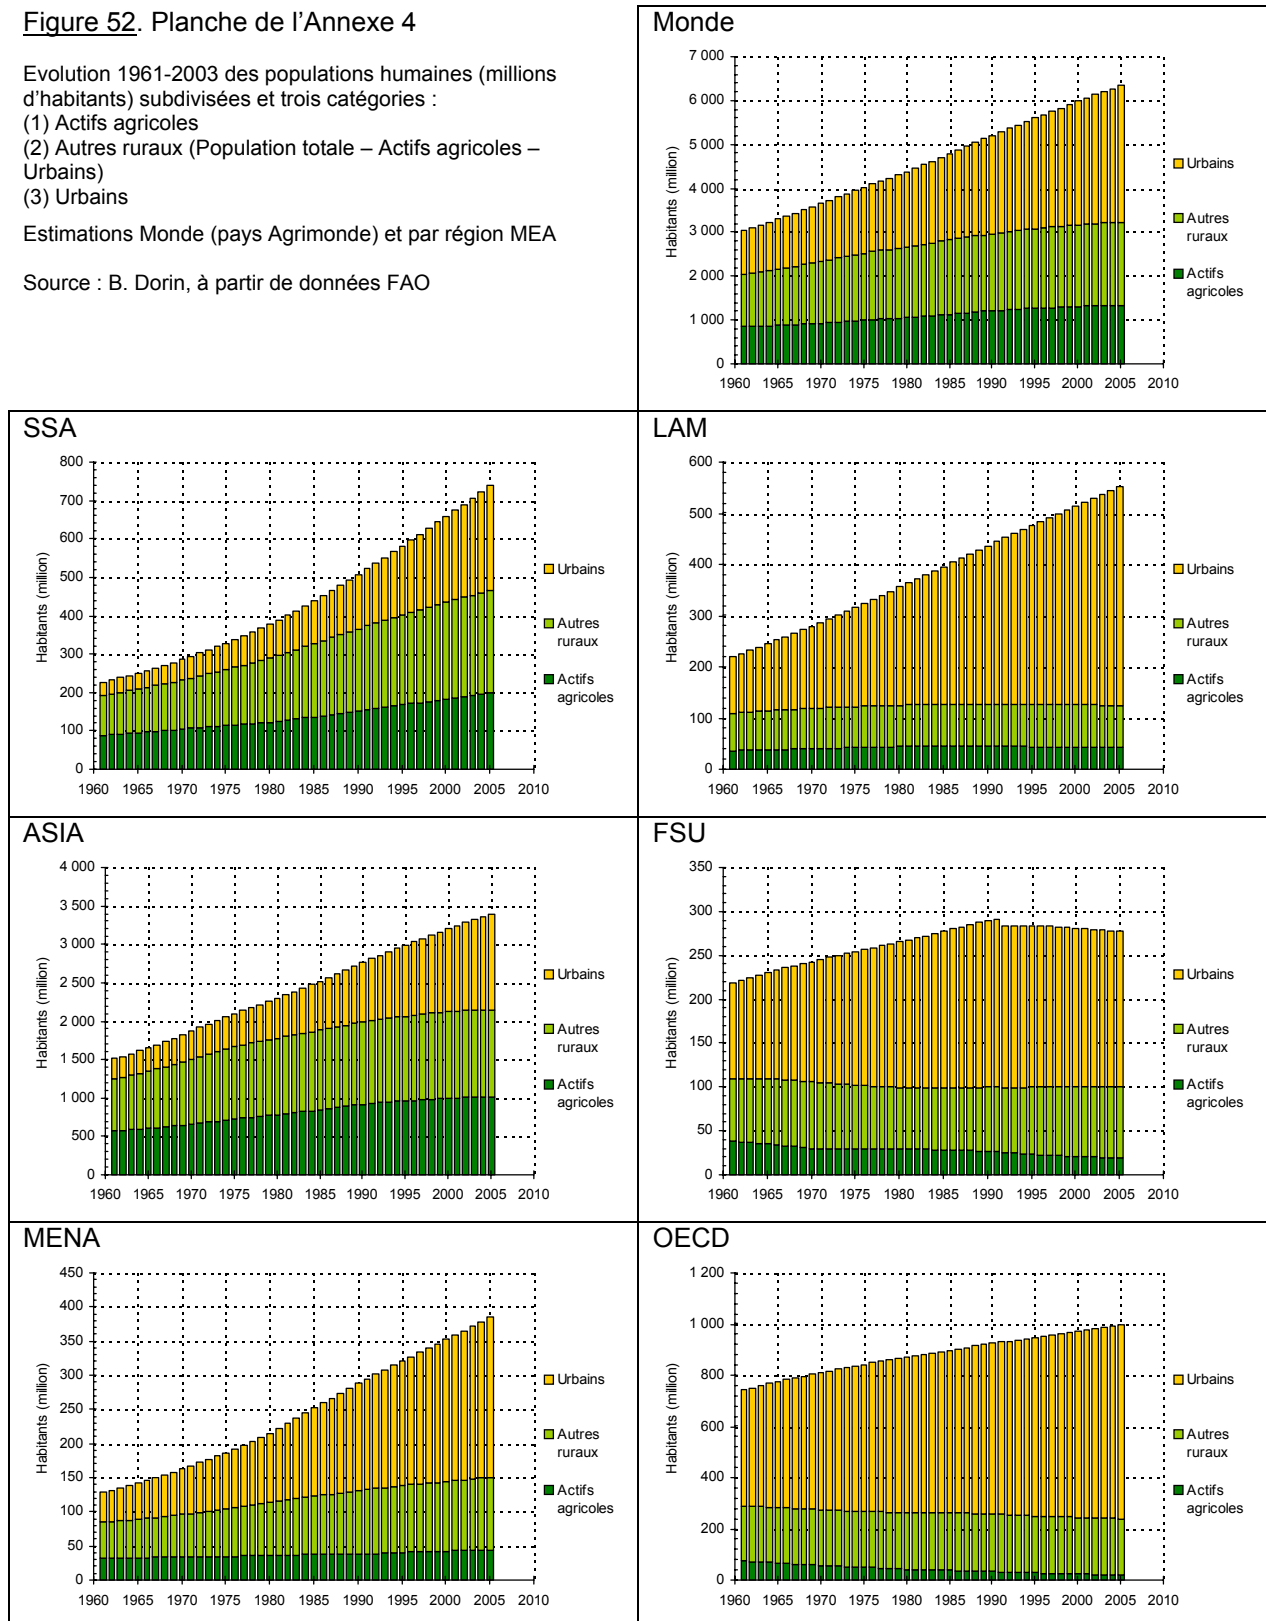 Figure 52. Planche de l'Annexe 4
Evolution 1961-2003 des populations humaines (millions
d'habitants) subdivisées et trois catégories :
(1) Actifs agricoles
(2) Autres ruraux (Population totale – Actifs agricoles –
Urbains)
(3) Urbains
Estimations Monde (pays Agrimonde) et par région MEA
Source : B. Dorin, à partir de données FAO
Monde
Habitants (million)
7 000
6 000
5 000
4 000
3 000
2 000
1 000
0
1960 1965 1970 1975 1980 1985 1990 1995 2000 2005 2010
Urbains
Autres
ruraux
Actifs
agricoles
SSA
Habitants (million)
800
700
600
500
400
300
200
100
0
1960 1965 1970 1975 1980 1985 1990 1995 2000 2005 2010
Urbains
Autres
ruraux
Actifs
agricoles
LAM
Habitants (million)
600
500
400
300
200
100
0
1960 1965 1970 1975 1980 1985 1990 1995 2000 2005 2010
Urbains
Autres
ruraux
Actifs
agricoles
ASIA
Habitants (million)
4 000
3 500
3 000
2 500
2 000
1 500
1 000
500
0
1960 1965 1970 1975 1980 1985 1990 1995 2000 2005 2010
Urbains
Autres
ruraux
Actifs
agricoles
FSU
Habitants (million)
350
300
250
200
150
100
50
0
1960 1965 1970 1975 1980 1985 1990 1995 2000 2005 2010
Urbains
Autres
ruraux
Actifs
agricoles
MENA
Habitants (million)
450
400
350
300
250
200
150
100
50
0
1960 1965 1970 1975 1980 1985 1990 1995 2000 2005 2010
Urbains
Autres
ruraux
Actifs
agricoles
OECD
Habitants (million)
1 200
1 000
800
600
400
200
0
1960 1965 1970 1975 1980 1985 1990 1995 2000 2005 2010
Urbains
Autres
ruraux
Actifs
agricoles